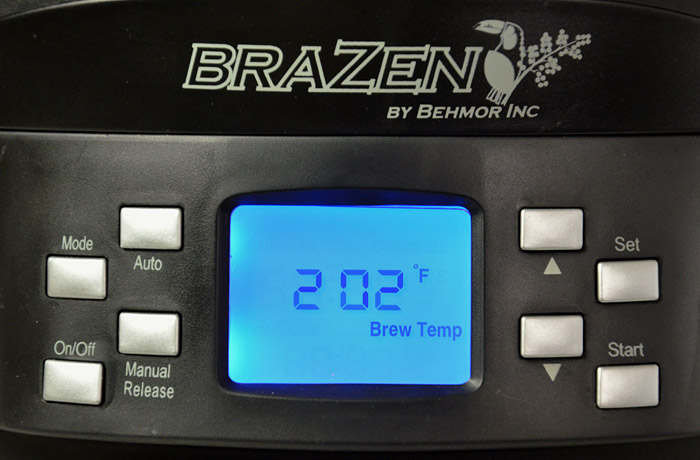 BRAZEN
BY BEHMOR INC
Mode
Auto
On/Off
Manual
Release
202°F
Brew Temp
▲
Set
▼
Start